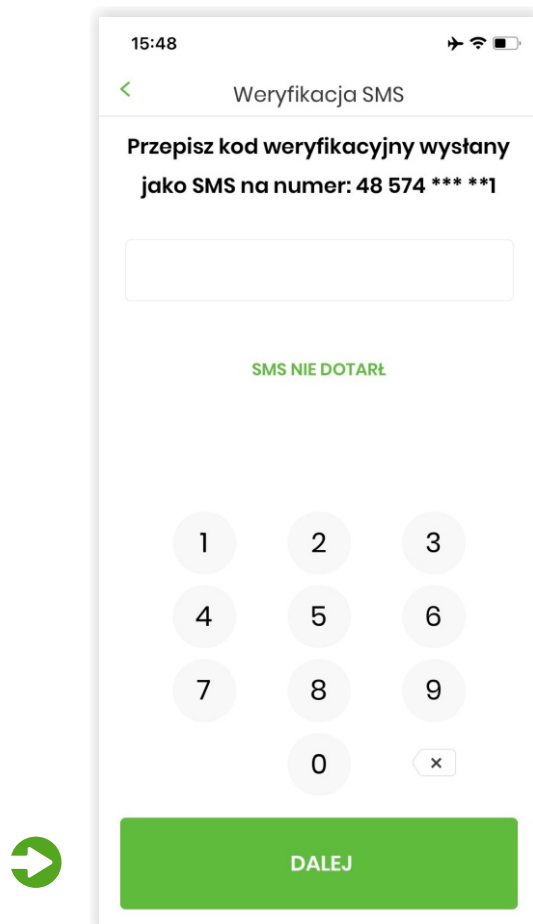 15:48
Weryfikacja SMS
Przepisz kod weryfikacyjny wysłany
jako SMS na numer: 48 574 *** **1
SMS NIE DOTARŁ
1 2 3
4 5 6
7 8 9
0
DALEJ